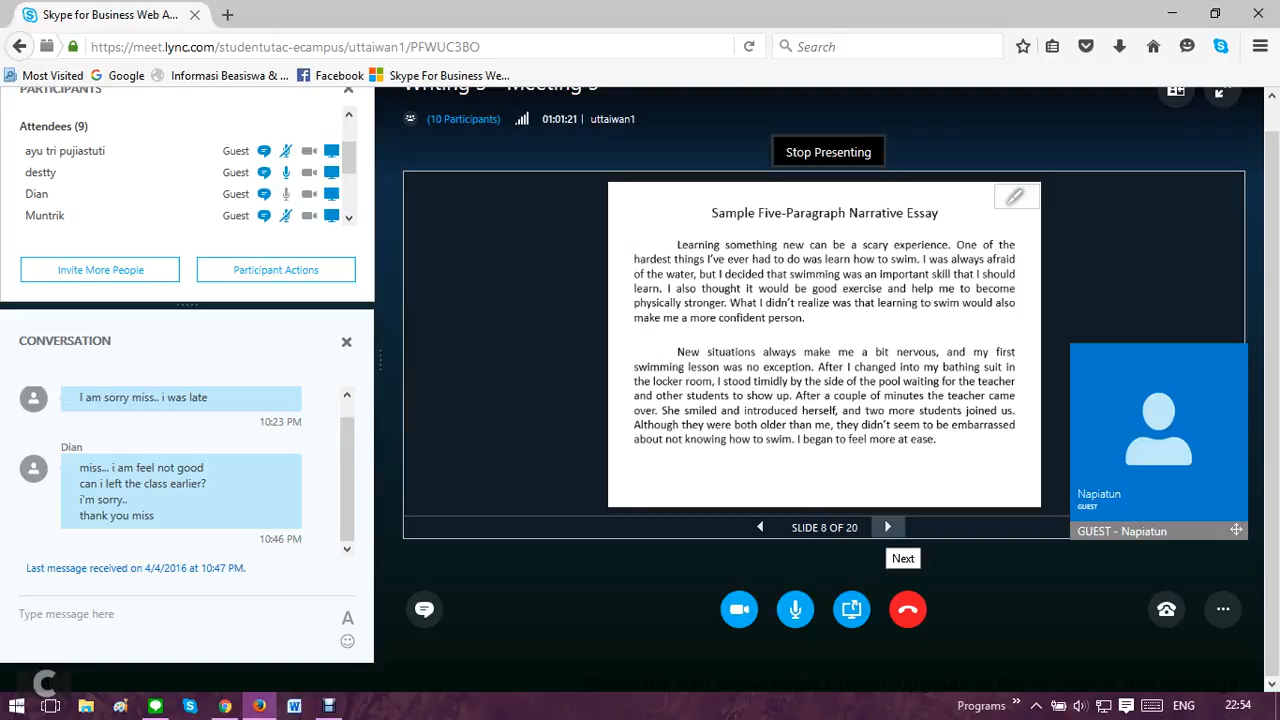 Skype for Business Web A...
https://meet.lync.com/studentutac-ecampus/uttaiwan1/PFWUC3BO
Search
Most Visited
Google
Informasi Beasiswa & ...
Facebook
Skype For Business We...
PARTICIPANTS
Attendees (9)
ayu tri pujiastuti Guest
destty Guest
Dian Guest
Muntrik Guest
Invite More People
Participant Actions
CONVERSATION
I am sorry miss.. i was late
10:23 PM
Dian
miss... i am feel not good
can i left the class earlier?
i'm sorry..
thank you miss
10:46 PM
Last message received on 4/4/2016 at 10:47 PM.
Type message here
A
(10 Participants) 01:01:21 | uttaiwan1
Stop Presenting
Sample Five-Paragraph Narrative Essay
Learning something new can be a scary experience. One of the
hardest things I've ever had to do was learn how to swim. I was always afraid
of the water, but I decided that swimming was an important skill that I should
learn. I also thought it would be good exercise and help me to become
physically stronger. What I didn't realize was that learning to swim would also
make me a more confident person.
New situations always make me a bit nervous, and my first
swimming lesson was no exception. After I changed into my bathing suit in
the locker room, I stood timidly by the side of the pool waiting for the teacher
and other students to show up. After a couple of minutes the teacher came
over. She smiled and introduced herself, and two more students joined us.
Although they were both older than me, they didn't seem to be embarrassed
about not knowing how to swim. I began to feel more at ease.
Napiatun
GUEST
GUEST - Napiatun
SLIDE 8 OF 20
Next
Programs
ENG
22:54